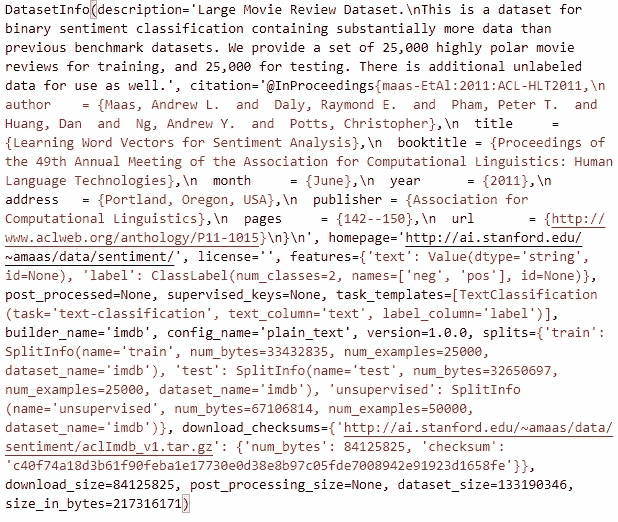 DatasetInfo(description='Large Movie Review Dataset.\nThis is a dataset for
binary sentiment classification containing substantially more data than
previous benchmark datasets. We provide a set of 25,000 highly polar movie
reviews for training, and 25,000 for testing. There is additional unlabeled
data for use as well.', citation='@InProceedings{maas-EtAl:2011:ACL-HLT2011,\n
author    = {Maas, Andrew L.  and  Daly, Raymond E.  and  Pham, Peter T.  and
Huang, Dan  and  Ng, Andrew Y.  and  Potts, Christopher},\n  title     =
{Learning Word Vectors for Sentiment Analysis},\n  booktitle = {Proceedings of
the 49th Annual Meeting of the Association for Computational Linguistics: Human
Language Technologies},\n  month     = {June},\n  year      = {2011},\n
address   = {Portland, Oregon, USA},\n  publisher = {Association for
Computational Linguistics},\n  pages     = {142--150},\n  url       = {http://
www.aclweb.org/anthology/P11-1015}\n}\n', homepage='http://ai.stanford.edu/
~amaas/data/sentiment/', license='', features={'text': Value(dtype='string',
id=None), 'label': ClassLabel(num_classes=2, names=['neg', 'pos'], id=None)},
post_processed=None, supervised_keys=None, task_templates=[TextClassification
(task='text-classification', text_column='text', label_column='label')],
builder_name='imdb', config_name='plain_text', version=1.0.0, splits={'train':
SplitInfo(name='train', num_bytes=33432835, num_examples=25000,
dataset_name='imdb'), 'test': SplitInfo(name='test', num_bytes=32650697,
num_examples=25000, dataset_name='imdb'), 'unsupervised': SplitInfo
(name='unsupervised', num_bytes=67106814, num_examples=50000,
dataset_name='imdb')}, download_checksums={'http://ai.stanford.edu/~amaas/data/
sentiment/aclImdb_v1.tar.gz': {'num_bytes': 84125825, 'checksum':
'c40f74a18d3b61f90feba1e17730e0d38e8b97c05fde7008942e91923d1658fe'}},
download_size=84125825, post_processing_size=None, dataset_size=133190346,
size_in_bytes=217316171)